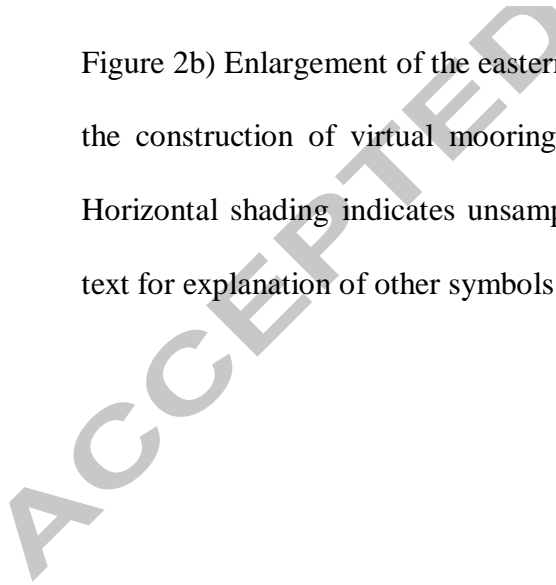 Figure 2b) Enlargement of the eastern
the construction of virtual mooring
Horizontal shading indicates unsamp
text for explanation of other symbols
ACCEPTED